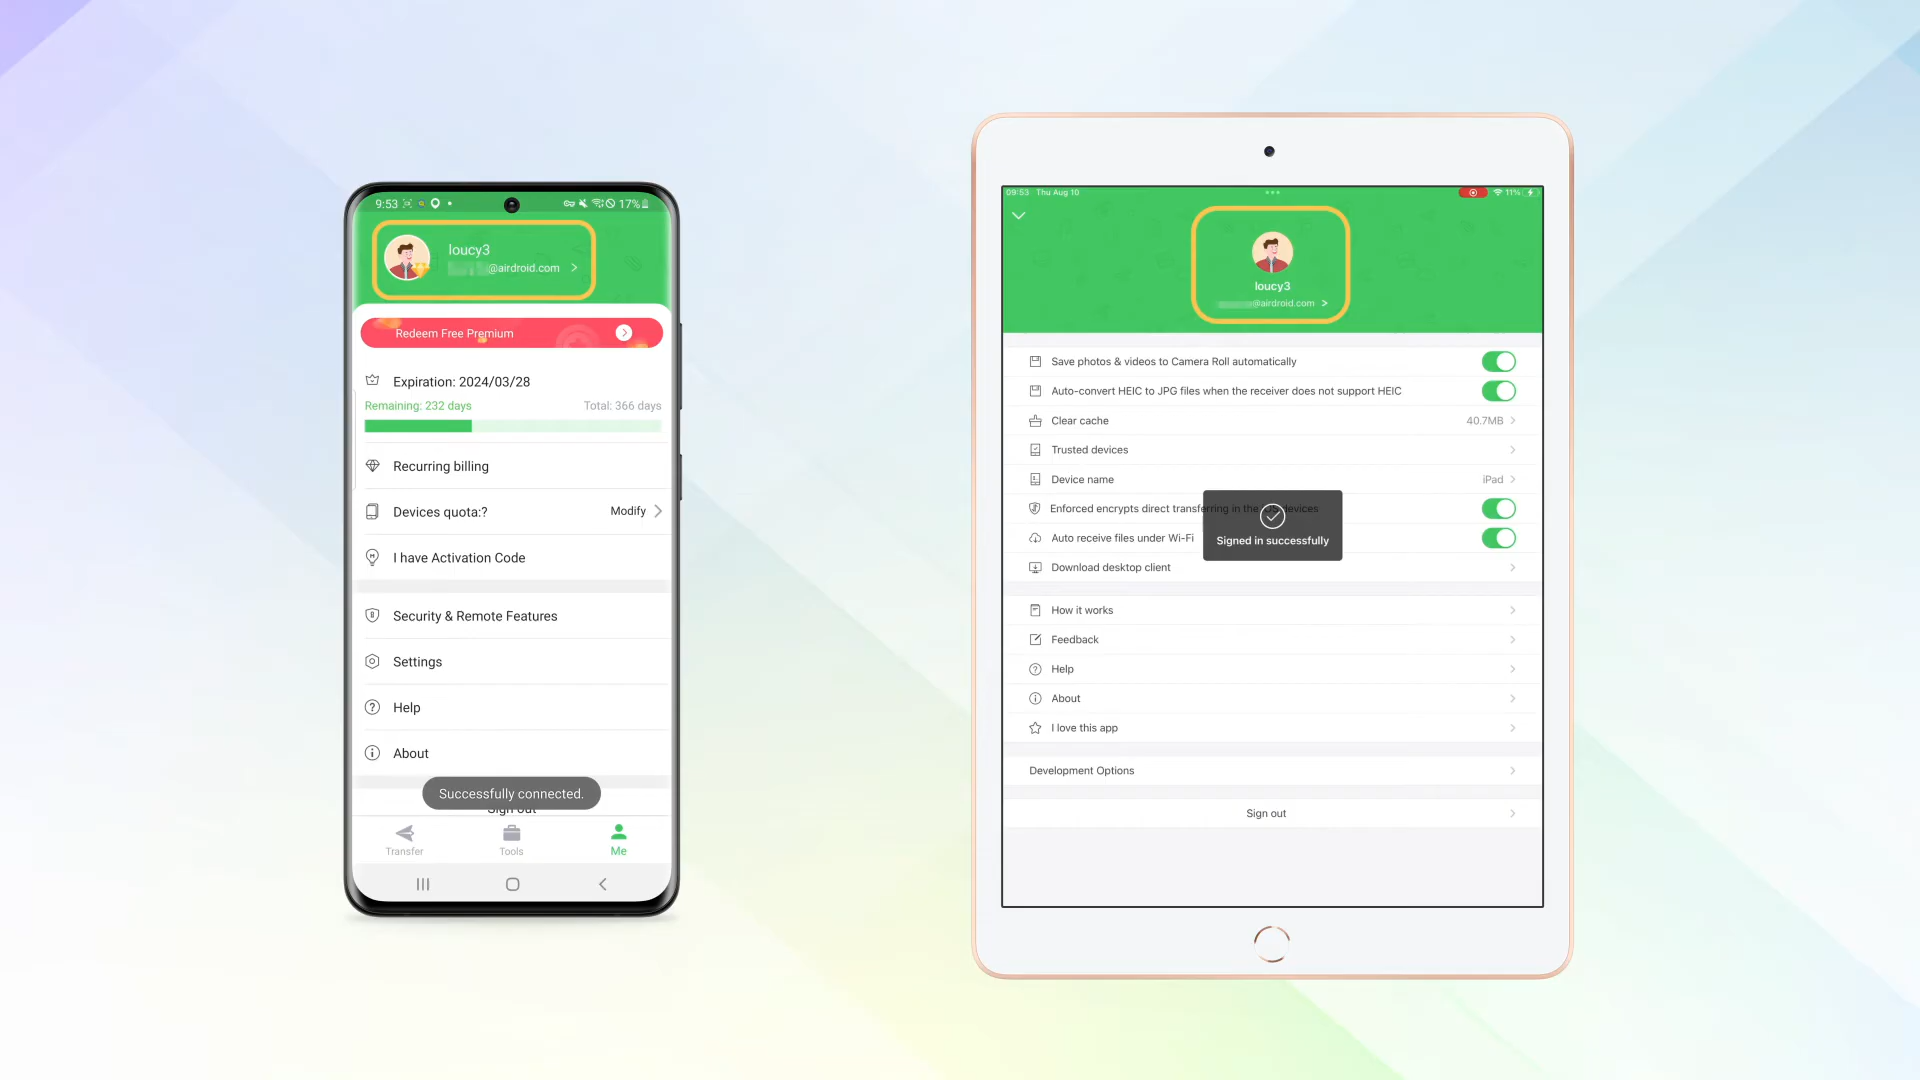 9:53
17%
loucy3
@airdroid.com
Redeem Free Premium
Expiration: 2024/03/28
Remaining: 232 days
Total: 366 days
Recurring billing
Devices quota:?
Modify
I have Activation Code
Security & Remote Features
Settings
Help
About
Successfully connected.
Sign out
Transfer
Tools
Me
09:53 Thu Aug 10
11%
loucy3
@airdroid.com
Save photos & videos to Camera Roll automatically
Auto-convert HEIC to JPG files when the receiver does not support HEIC
Clear cache
40.7MB
Trusted devices
Device name
iPad
Enforced encrypts direct transferring in the iOS devices
Auto receive files under Wi-Fi
Signed in successfully
Download desktop client
How it works
Feedback
Help
About
I love this app
Development Options
Sign out